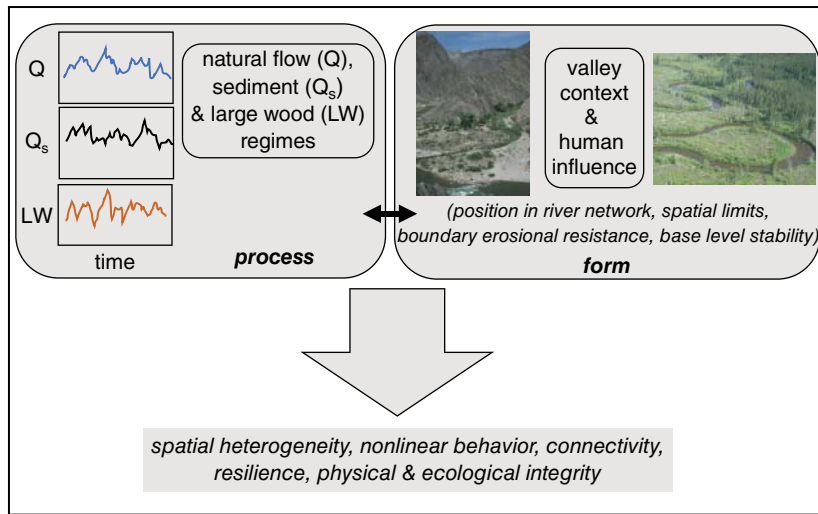 Q
Qs
LW
time
natural flow (Q),
sediment (Qs)
& large wood (LW)
regimes
process
valley
context
&
human
influence
(position in river network, spatial limits,
boundary erosional resistance, base level stability)
form
spatial heterogeneity, nonlinear behavior, connectivity,
resilience, physical & ecological integrity